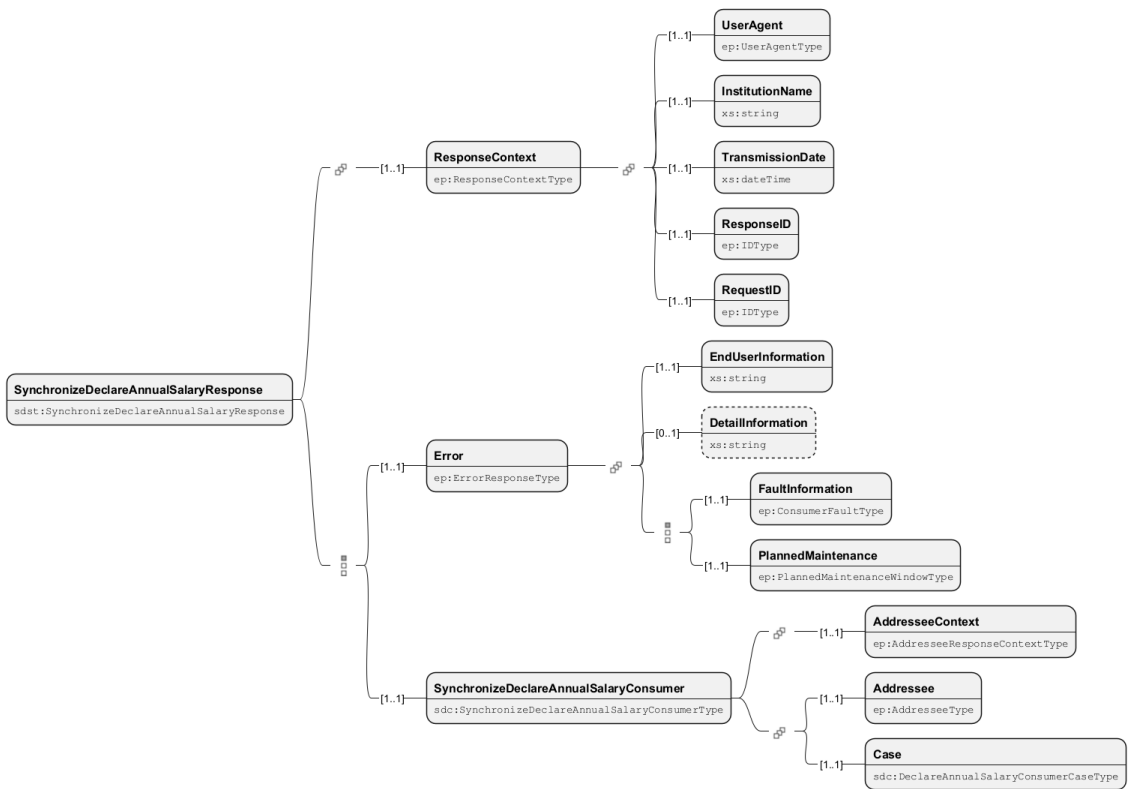 UserAgent
[1..1]
ep:UserAgentType
InstitutionName
[1..1]
xs:string
ResponseContext
[1..1]
ep:ResponseContextType
TransmissionDate
[1..1]
xs:dateTime
ResponseID
[1..1]
ep:IDType
RequestID
[1..1]
ep:IDType
EndUserInformation
[1..1]
xs:string
SynchronizeDeclareAnnualSalaryResponse
sdst:SynchronizeDeclareAnnualSalaryResponse
DetailInformation
[0..1]
xs:string
Error
[1..1]
ep:ErrorResponseType
FaultInformation
[1..1]
ep:ConsumerFaultType
PlannedMaintenance
[1..1]
ep:PlannedMaintenanceWindowType
AddresseeContext
[1..1]
ep:AddresseeResponseContextType
SynchronizeDeclareAnnualSalaryConsumer
[1..1]
sdc:SynchronizeDeclareAnnualSalaryConsumerType
Addressee
[1..1]
ep:AddresseeType
Case
[1..1]
sdc:DeclareAnnualSalaryConsumerCaseType